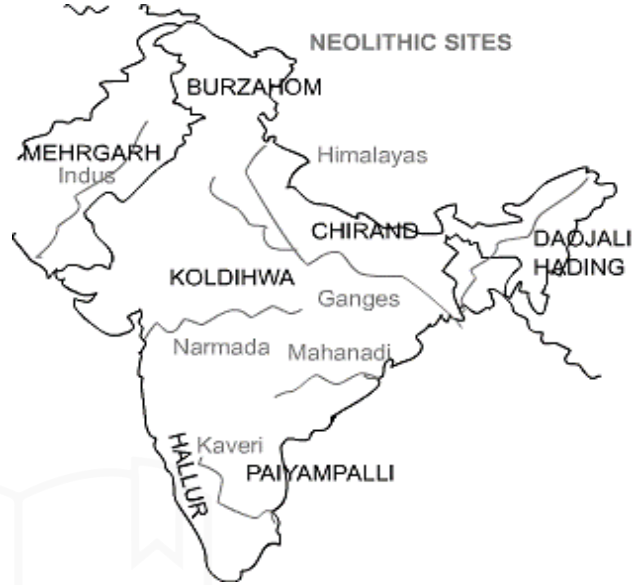 NEOLITHIC SITES
BURZAHOM
MEHRGARH
Himalayas
Indus
CHIRAND
DAOJALI
HADING
KOLDIHWA
Ganges
Narmada
Mahanadi
HALLUR
Kaveri
PAIYAMPALLI